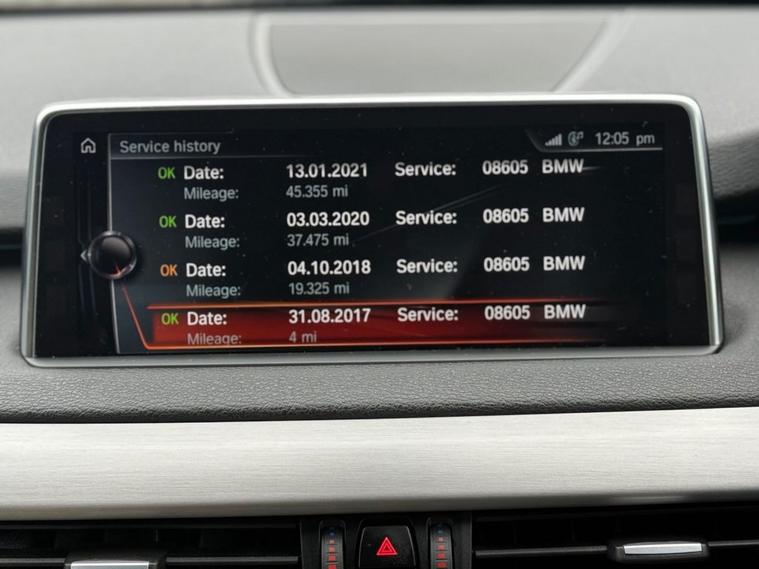 Service history 12:05 pm
OK Date: 13.01.2021 Service: 08605 BMW
Mileage: 45.355 mi
OK Date: 03.03.2020 Service: 08605 BMW
Mileage: 37.475 mi
OK Date: 04.10.2018 Service: 08605 BMW
Mileage: 19.325 mi
OK Date: 31.08.2017 Service: 08605 BMW
Mileage: 4 mi